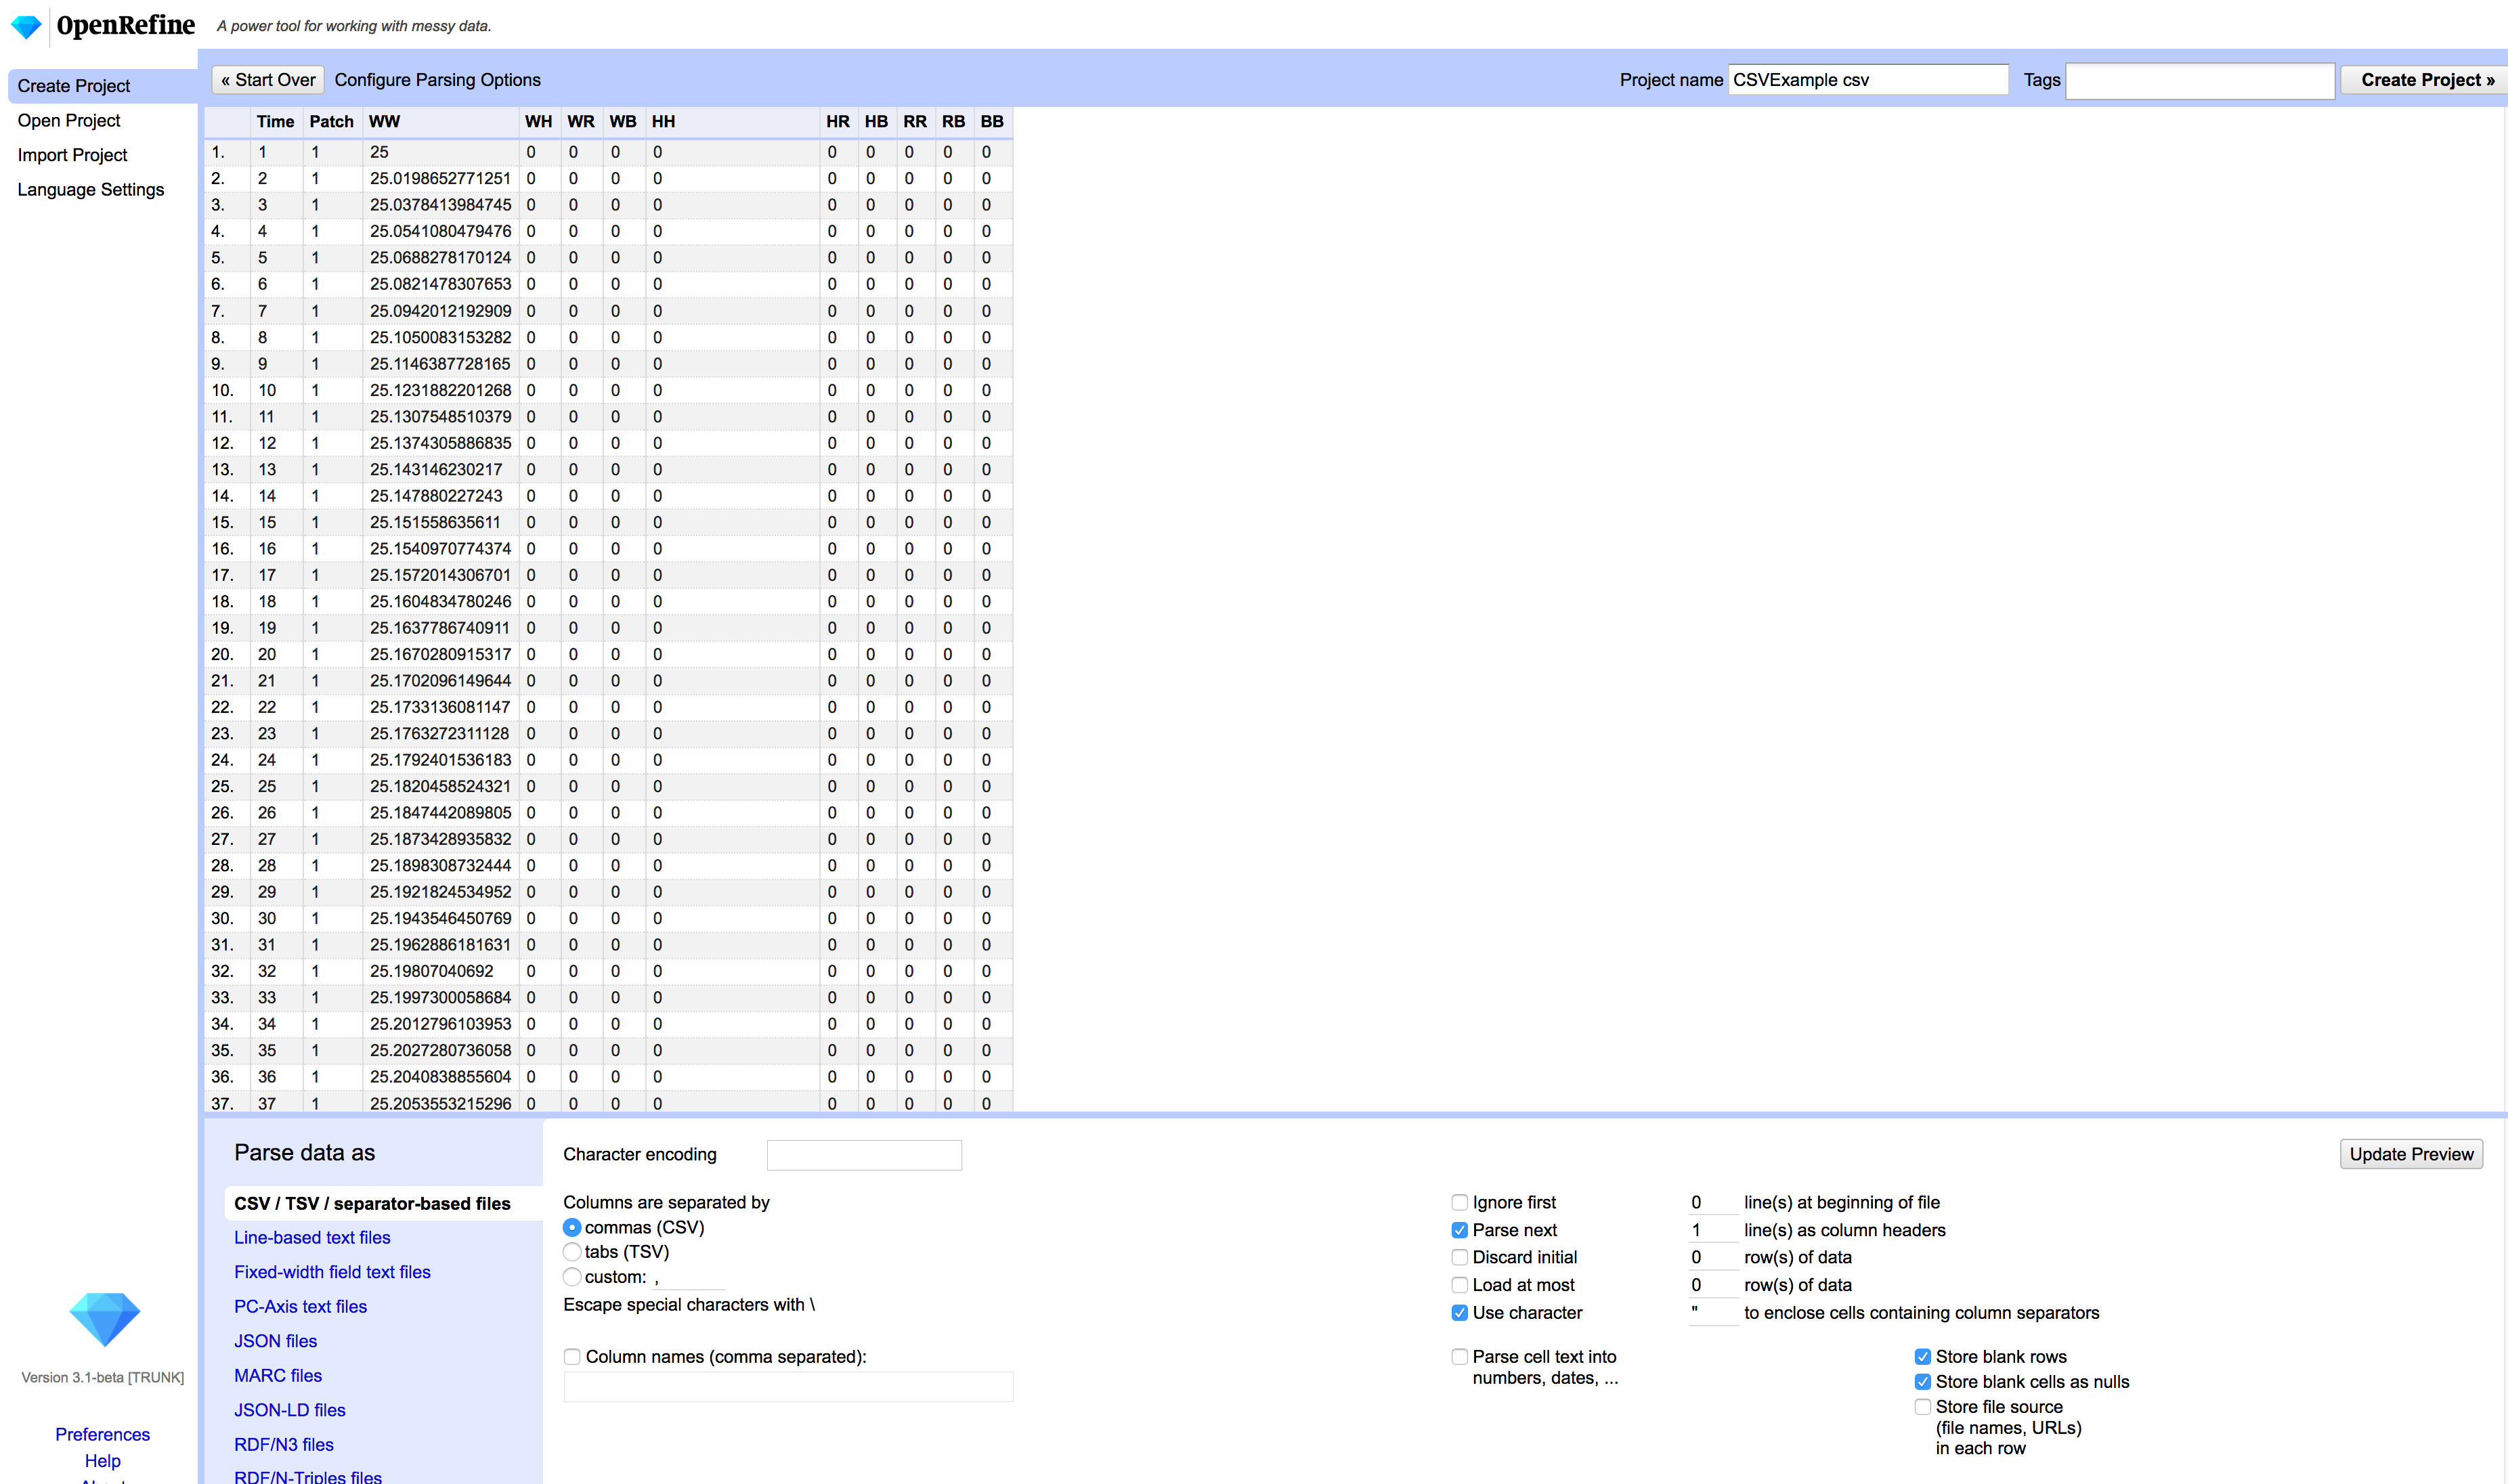 OpenRefine A power tool for working with messy data.
Create Project
Open Project
Import Project
Language Settings
« Start Over Configure Parsing Options Project name CSVExample csv Tags Create Project »
Time Patch WW WH WR WB HH HR HB RR RB BB
1. 1 1 25 0 0 0 0 0 0 0 0 0
2. 2 1 25.0198652771251 0 0 0 0 0 0 0 0 0
3. 3 1 25.0378413984745 0 0 0 0 0 0 0 0 0
4. 4 1 25.0541080479476 0 0 0 0 0 0 0 0 0
5. 5 1 25.0688278170124 0 0 0 0 0 0 0 0 0
6. 6 1 25.0821478307653 0 0 0 0 0 0 0 0 0
7. 7 1 25.0942012192909 0 0 0 0 0 0 0 0 0
8. 8 1 25.1050083153282 0 0 0 0 0 0 0 0 0
9. 9 1 25.1146387728165 0 0 0 0 0 0 0 0 0
10. 10 1 25.1231882201268 0 0 0 0 0 0 0 0 0
11. 11 1 25.1307548510379 0 0 0 0 0 0 0 0 0
12. 12 1 25.1374305886835 0 0 0 0 0 0 0 0 0
13. 13 1 25.143146230217 0 0 0 0 0 0 0 0 0
14. 14 1 25.147880227243 0 0 0 0 0 0 0 0 0
15. 15 1 25.151558635611 0 0 0 0 0 0 0 0 0
16. 16 1 25.1540970774374 0 0 0 0 0 0 0 0 0
17. 17 1 25.1572014306701 0 0 0 0 0 0 0 0 0
18. 18 1 25.1604834780246 0 0 0 0 0 0 0 0 0
19. 19 1 25.1637786740911 0 0 0 0 0 0 0 0 0
20. 20 1 25.1670280915317 0 0 0 0 0 0 0 0 0
21. 21 1 25.1702096149644 0 0 0 0 0 0 0 0 0
22. 22 1 25.1733136081147 0 0 0 0 0 0 0 0 0
23. 23 1 25.1763272311128 0 0 0 0 0 0 0 0 0
24. 24 1 25.1792401536183 0 0 0 0 0 0 0 0 0
25. 25 1 25.1820458524321 0 0 0 0 0 0 0 0 0
26. 26 1 25.1847442089805 0 0 0 0 0 0 0 0 0
27. 27 1 25.1873428935832 0 0 0 0 0 0 0 0 0
28. 28 1 25.1898308732444 0 0 0 0 0 0 0 0 0
29. 29 1 25.1921824534952 0 0 0 0 0 0 0 0 0
30. 30 1 25.1943546450769 0 0 0 0 0 0 0 0 0
31. 31 1 25.1962886181631 0 0 0 0 0 0 0 0 0
32. 32 1 25.19807040692 0 0 0 0 0 0 0 0 0
33. 33 1 25.1997300058684 0 0 0 0 0 0 0 0 0
34. 34 1 25.2012796103953 0 0 0 0 0 0 0 0 0
35. 35 1 25.2027280736058 0 0 0 0 0 0 0 0 0
36. 36 1 25.2040838855604 0 0 0 0 0 0 0 0 0
37. 37 1 25.2053553215296 0 0 0 0 0 0 0 0 0
Version 3.1-beta [TRUNK]
Preferences
Help
Parse data as
CSV / TSV / separator-based files
Line-based text files
Fixed-width field text files
PC-Axis text files
JSON files
MARC files
JSON-LD files
RDF/N3 files
RDF/N-Triples files
Character encoding
Update Preview
Columns are separated by
commas (CSV)
tabs (TSV)
custom: ,
Escape special characters with \
Column names (comma separated):
Ignore first 0 line(s) at beginning of file
Parse next 1 line(s) as column headers
Discard initial 0 row(s) of data
Load at most 0 row(s) of data
Use character " to enclose cells containing column separators
Parse cell text into
numbers, dates, ...
Store blank rows
Store blank cells as nulls
Store file source
(file names, URLs)
in each row